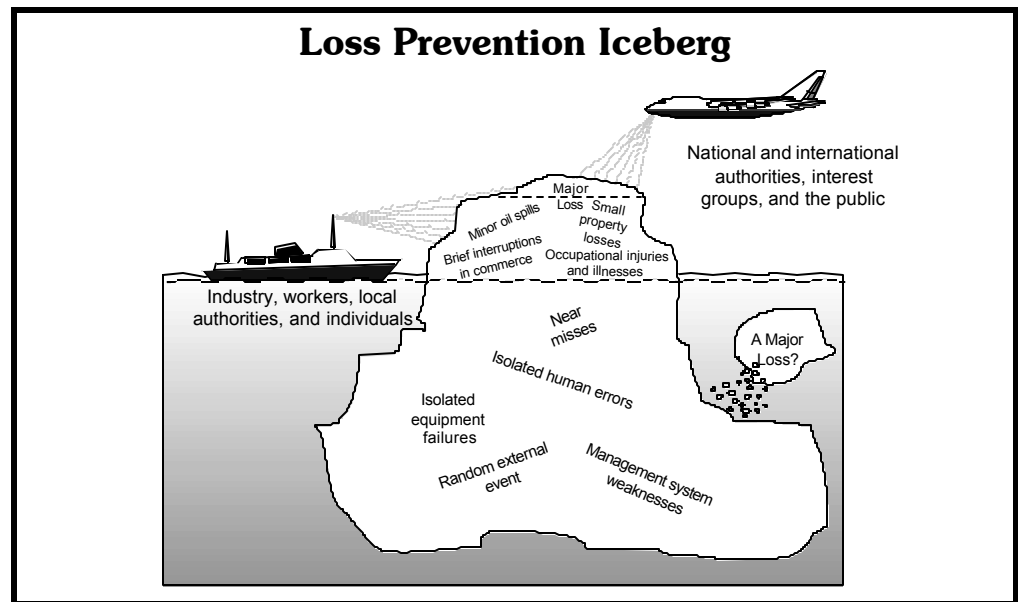 Loss Prevention Iceberg
National and international
authorities, interest
groups, and the public
Major
Loss
Minor oil spills
Small
property
losses
Brief interruptions
in commerce
Occupational injuries
and illnesses
Industry, workers, local
authorities, and individuals
Near
misses
A Major
Loss?
Isolated human errors
Isolated
equipment
failures
Random external
event
Management system
weaknesses